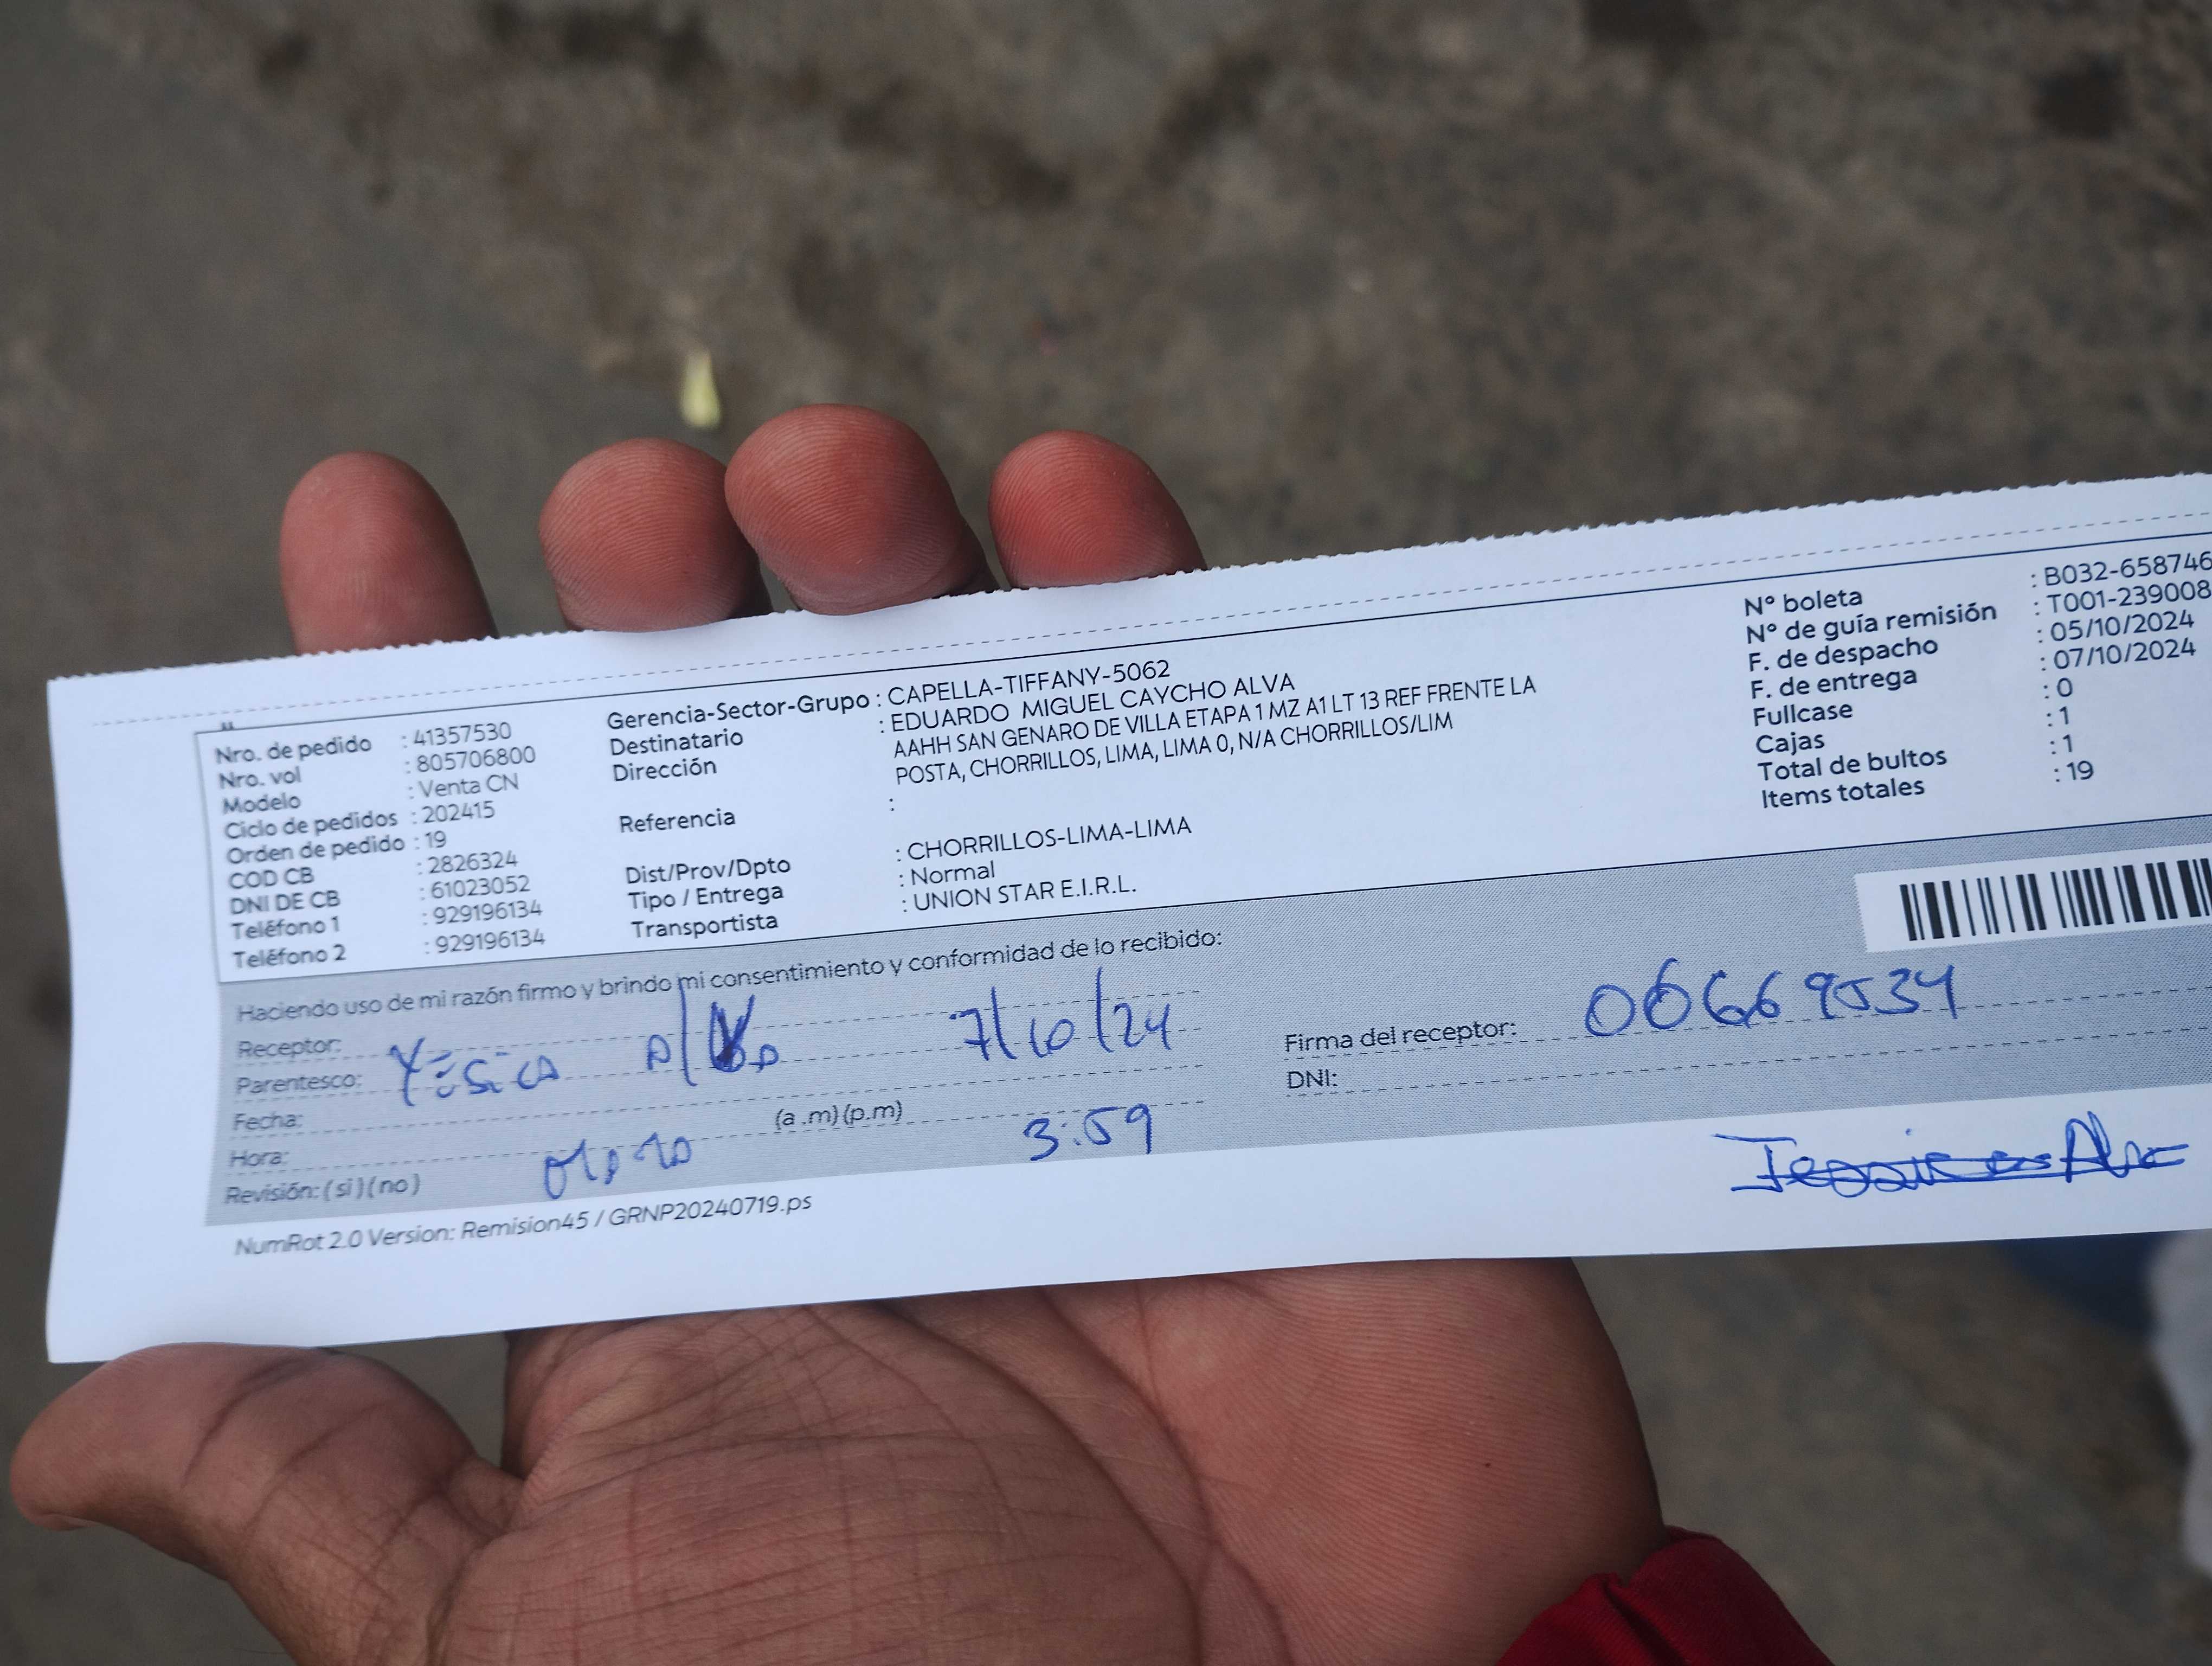 Nro. de pedido : 41357530
Nro. vol : 805706800
Modelo : Venta CN
Ciclo de pedidos : 202415
Orden de pedido : 19
COD CB : 2826324
DNI DE CB : 61023052
Teléfono 1 : 929196134
Teléfono 2 : 929196134
Gerencia-Sector-Grupo : CAPELLA-TIFFANY-5062
Destinatario : EDUARDO MIGUEL CAYCHO ALVA
Dirección AAHH SAN GENARO DE VILLA ETAPA 1 MZ A1 LT 13 REF FRENTE LA
POSTA, CHORRILLOS, LIMA, LIMA 0, N/A CHORRILLOS/LIM
Referencia :
Dist/Prov/Dpto : CHORRILLOS-LIMA-LIMA
Tipo / Entrega : Normal
Transportista : UNION STAR E.I.R.L.
N° boleta : B032-658746
N° de guía remisión : T001-239008
F. de despacho : 05/10/2024
F. de entrega : 07/10/2024
Fullcase : 0
Cajas : 1
Total de bultos : 1
Items totales : 19
Haciendo uso de mi razón firmo y brindo mi consentimiento y conformidad de lo recibido:
Receptor:
Parentesco: Yesica 7/10/24
Fecha:
Hora: (a .m) (p.m) 3:59
Revisión: ( si ) ( no )
Firma del receptor: 06669534
DNI:
NumRot 2.0 Version: Remision45 / GRNP20240719.ps